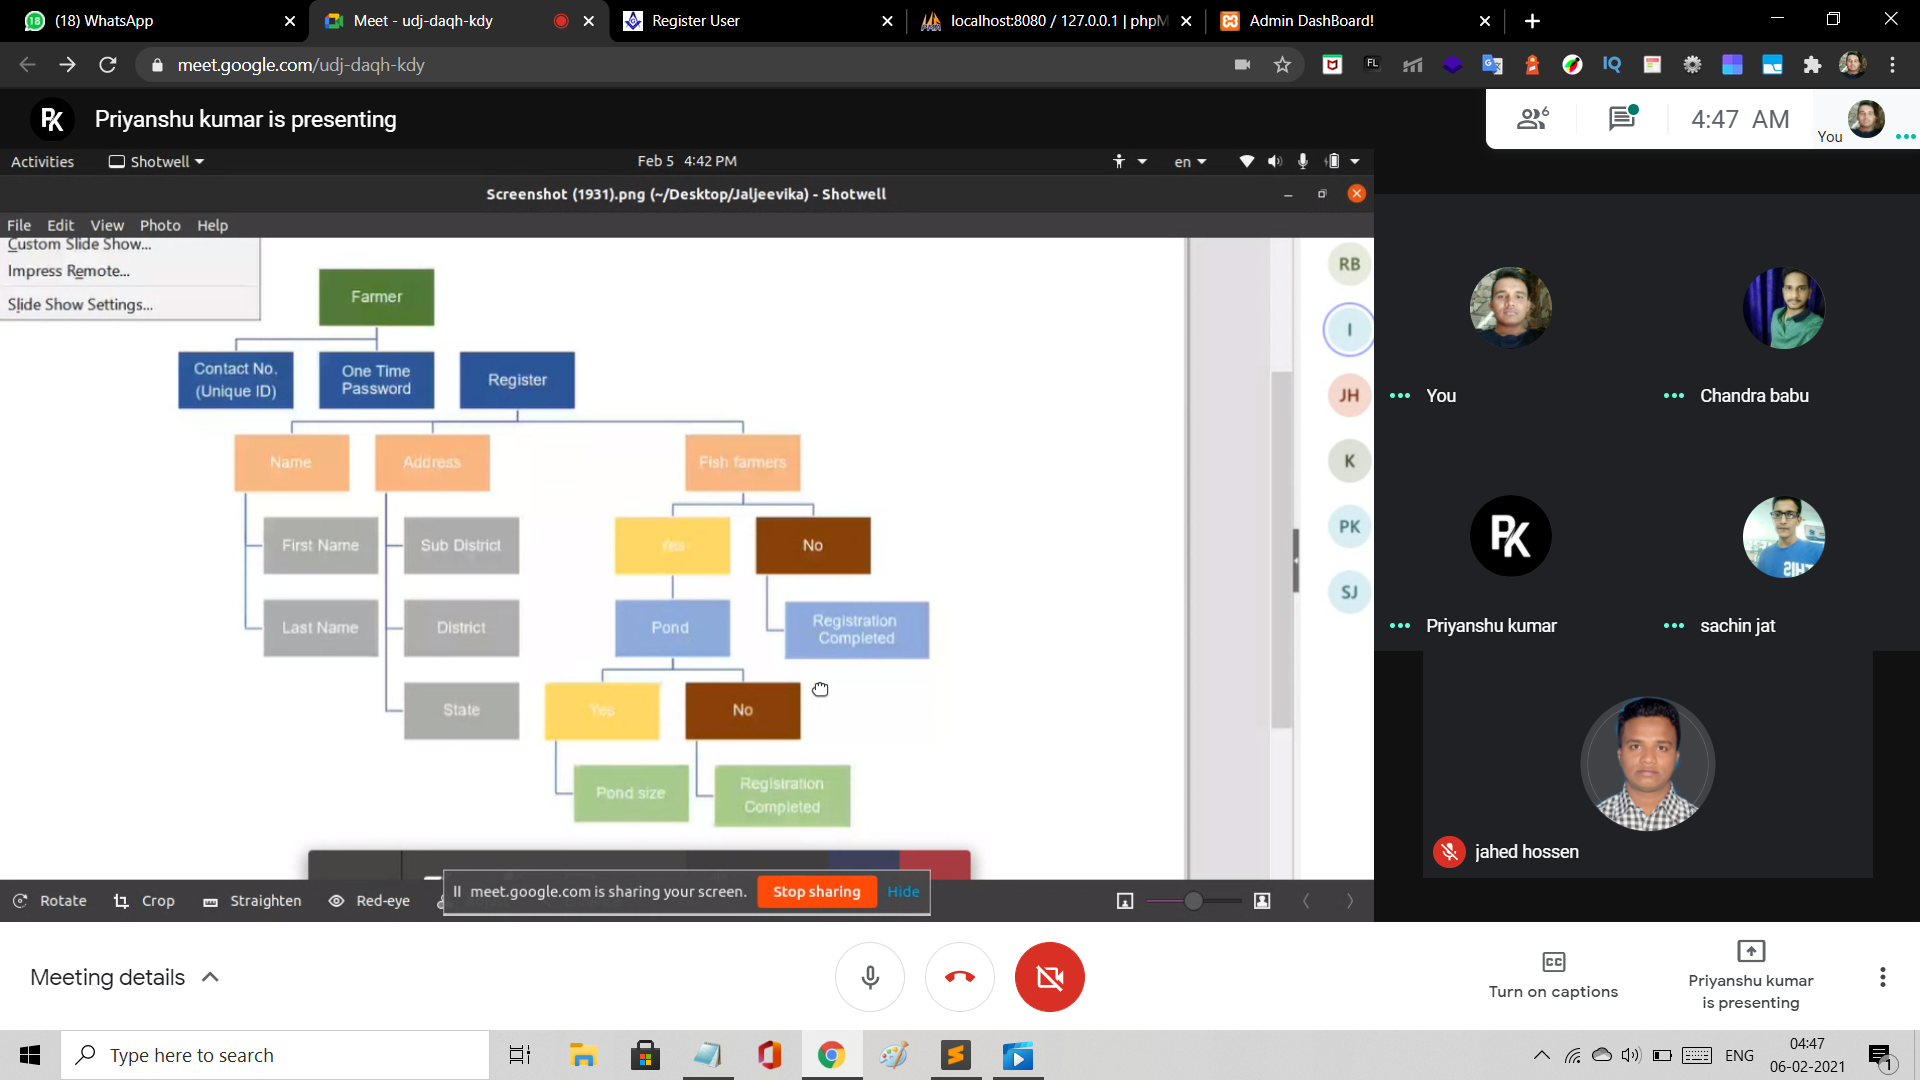 (18) WhatsApp
Meet - udj-daqh-kdy
Register User
localhost:8080 / 127.0.0.1 | phpM
Admin DashBoard!
meet.google.com/udj-daqh-kdy
FL
IQ
PK
Priyanshu kumar is presenting
6
4:47 AM
You
Activities
Shotwell
Feb 5 4:42 PM
en
Screenshot (1931).png (~/Desktop/Jaljeevika) - Shotwell
File Edit View Photo Help
Custom Slide Show...
Impress Remote...
Slide Show Settings...
Farmer
Contact No.
(Unique ID)
One Time
Password
Register
Name
Address
Fish farmers
First Name
Sub District
Yes
No
Last Name
District
Pond
Registration
Completed
State
Yes
No
Pond size
Registration
Completed
RB
I
JH
K
PK
SJ
You
Chandra babu
PK
Priyanshu kumar
sachin jat
jahed hossen
Rotate
Crop
Straighten
Red-eye
meet.google.com is sharing your screen.
Stop sharing
Hide
Meeting details
CC
Turn on captions
Priyanshu kumar
is presenting
Type here to search
ENG
04:47
06-02-2021
1